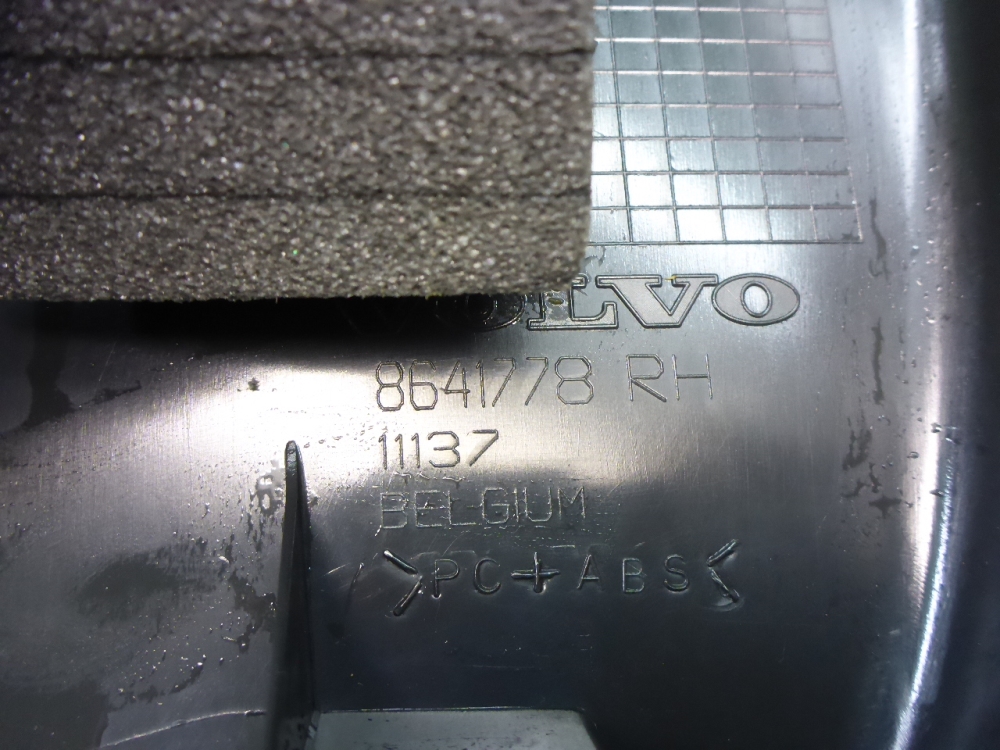 VOLVO
8641778 RH
11137
BELGIUM
>PC+ABS<